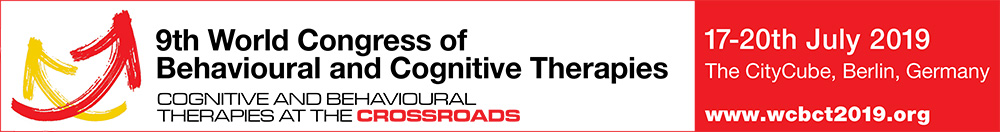 9th World Congress of
Behavioural and Cognitive Therapies
COGNITIVE AND BEHAVIOURAL
THERAPIES AT THE CROSSROADS
17-20th July 2019
The CityCube, Berlin, Germany
www.wcbct2019.org